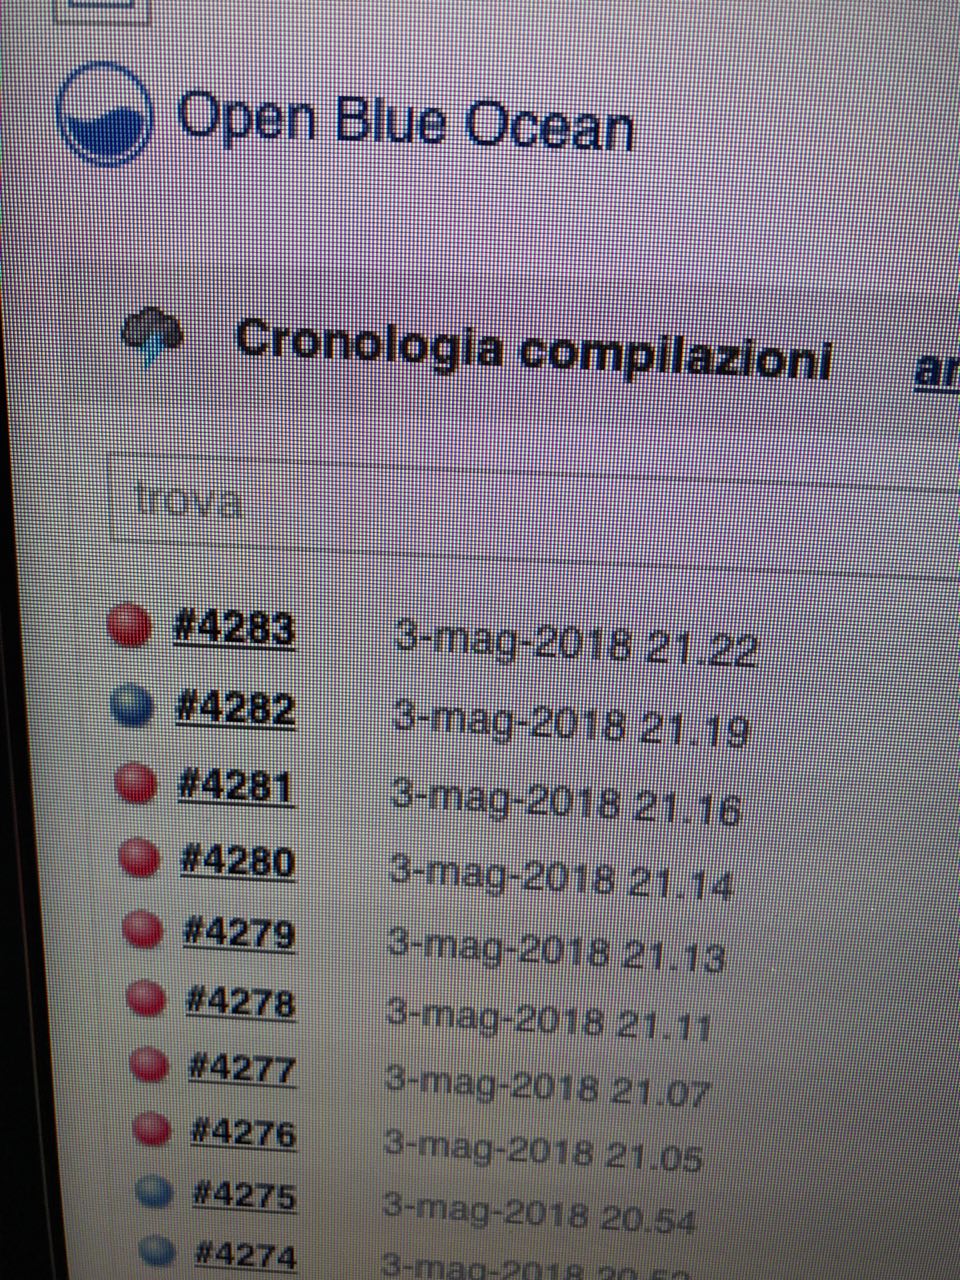 Open Blue Ocean
Cronologia compilazioni
trova
#4283 3-mag-2018 21.22
#4282 3-mag-2018 21.19
#4281 3-mag-2018 21.16
#4280 3-mag-2018 21.14
#4279 3-mag-2018 21.13
#4278 3-mag-2018 21.11
#4277 3-mag-2018 21.07
#4276 3-mag-2018 21.05
#4275 3-mag-2018 20.54
#4274 3-mag-2018